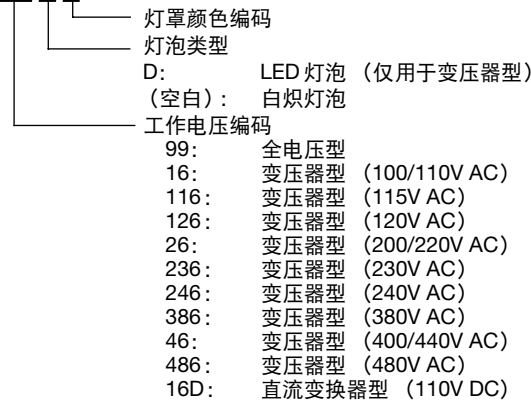 灯罩颜色编码
灯泡类型
D: LED 灯泡 （仅用于变压器型）
（空白）: 白炽灯泡
工作电压编码
99: 全电压型
16: 变压器型 （100/110V AC）
116: 变压器型 （115V AC）
126: 变压器型 （120V AC）
26: 变压器型 （200/220V AC）
236: 变压器型 （230V AC）
246: 变压器型 （240V AC）
386: 变压器型 （380V AC）
46: 变压器型 （400/440V AC）
486: 变压器型 （480V AC）
16D: 直流变换器型 （110V DC）